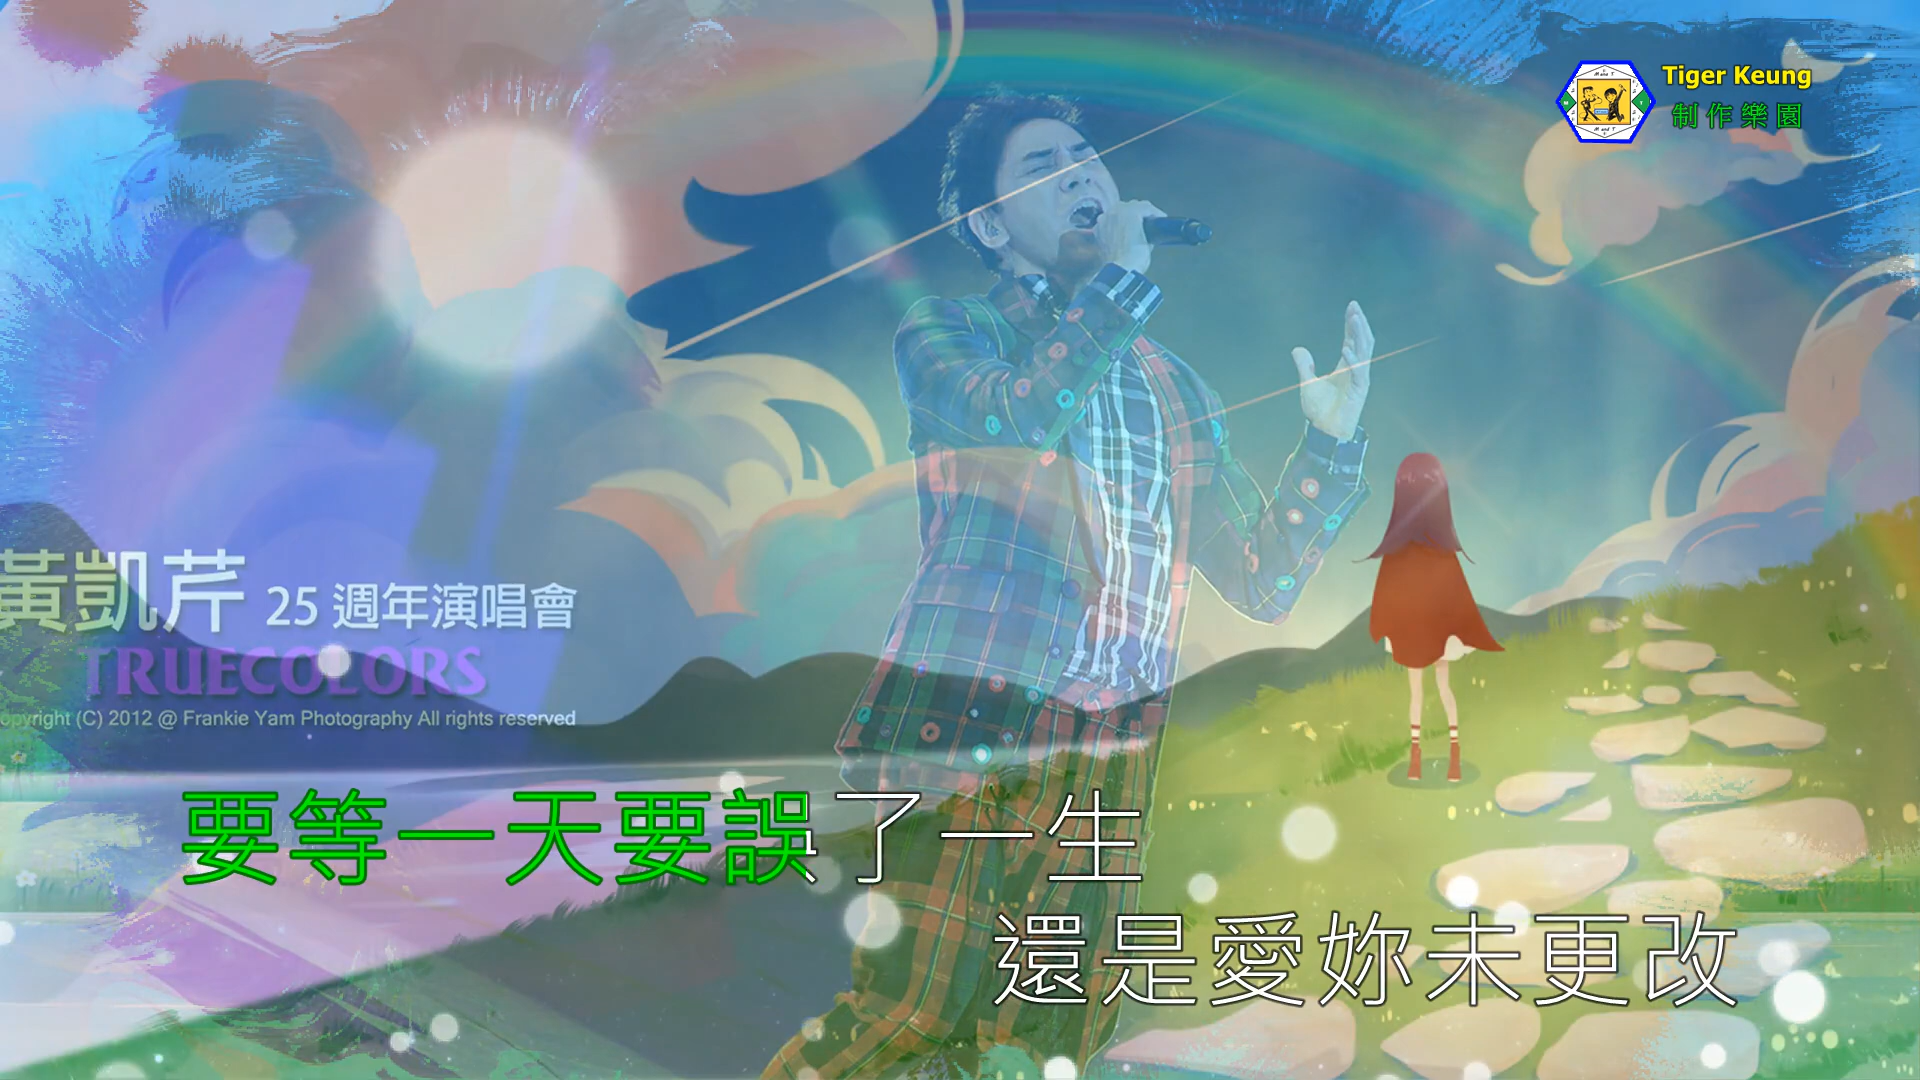 Tiger Keung
制作樂園
黃凱芹 25 週年演唱會
TRUECOLORS
opyright (C) 2012 @ Frankie Yam Photography All rights reserved
要等一天要誤了一生
還是愛妳未更改